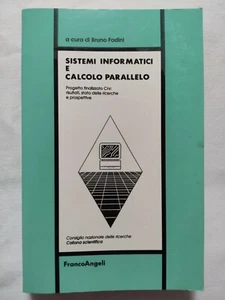 a cura di Bruno Fadini
SISTEMI INFORMATICI
E
CALCOLO PARALLELO
Progetto finalizzato Cnr:
risultati, stato delle ricerche
e prospettive
Consiglio nazionale delle ricerche
Collana scientifica
FrancoAngeli